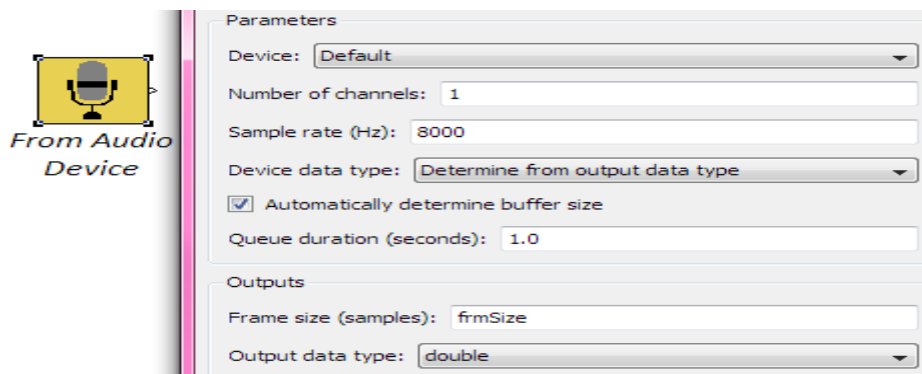 From Audio
Device
Parameters
Device: Default
Number of channels: 1
Sample rate (Hz): 8000
Device data type: Determine from output data type
Automatically determine buffer size
Queue duration (seconds): 1.0
Outputs
Frame size (samples): frmSize
Output data type: double